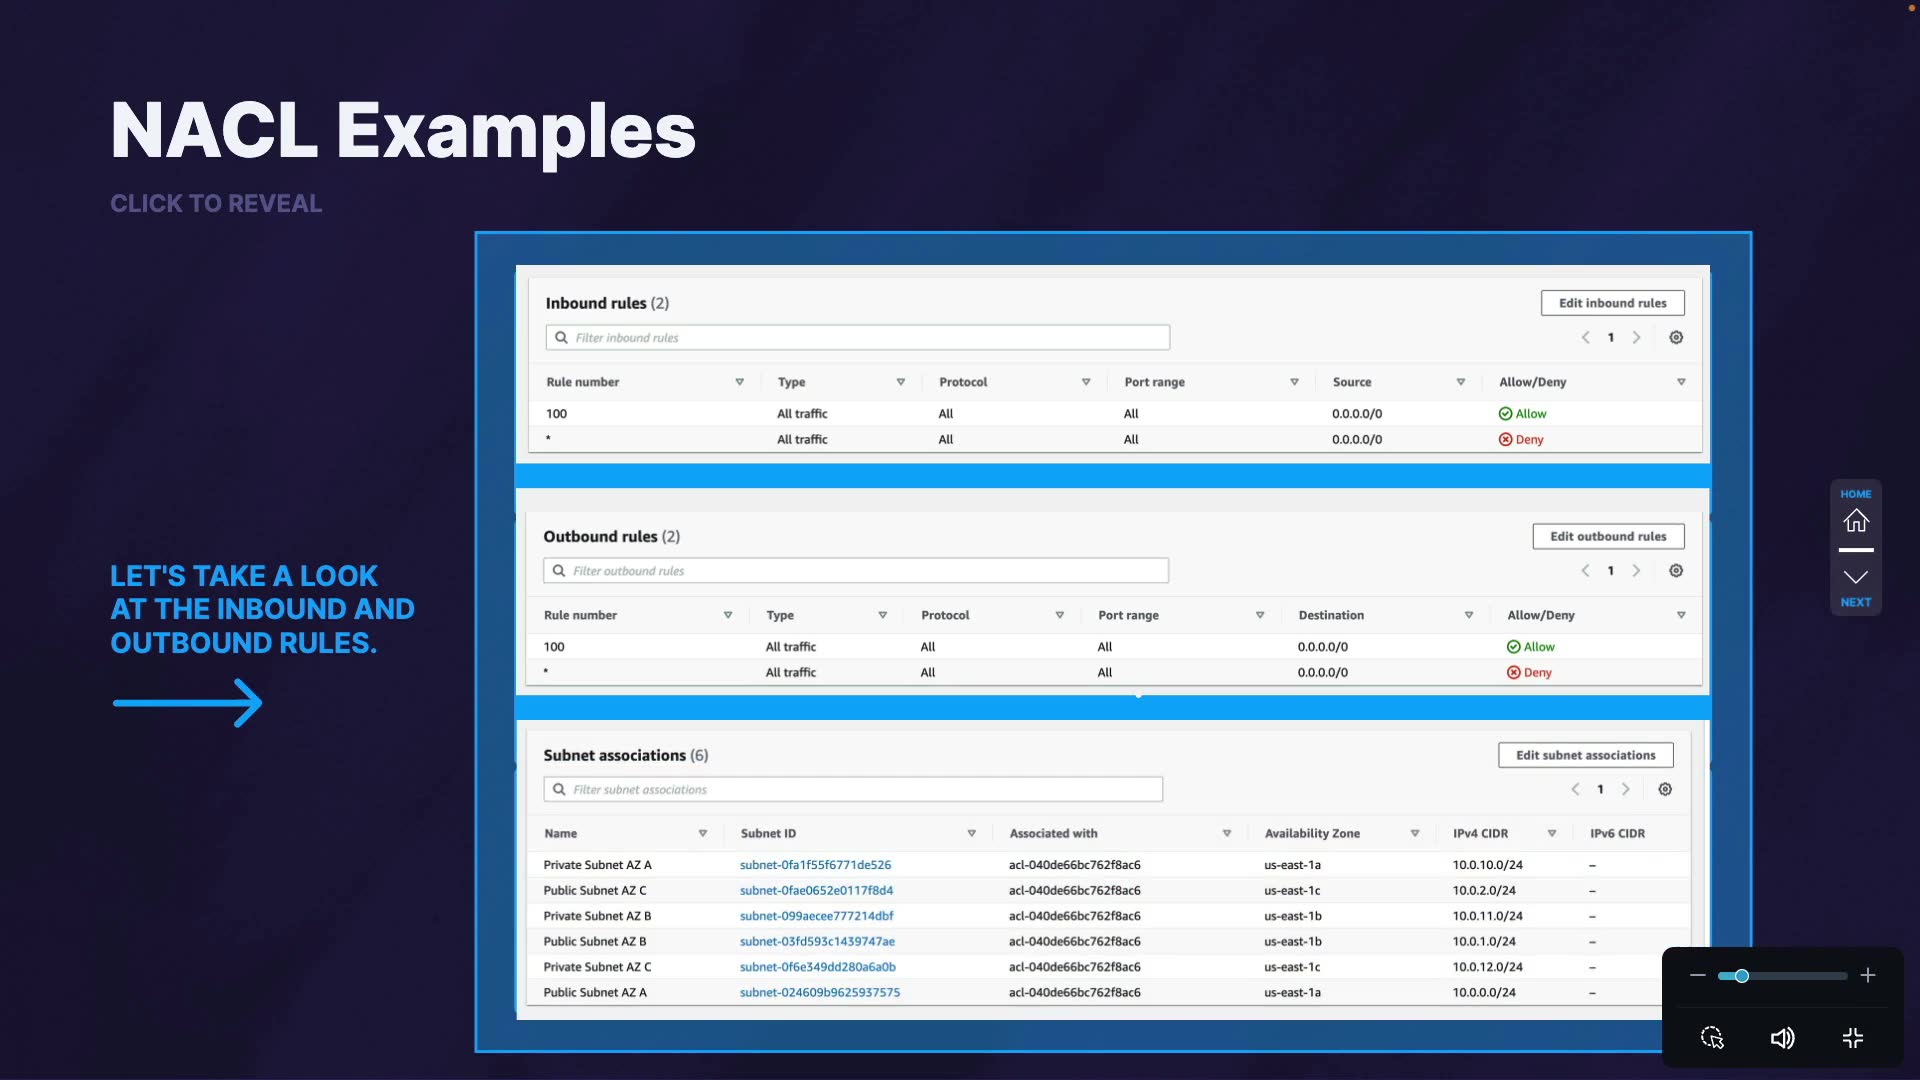 NACL Examples
CLICK TO REVEAL
LET'S TAKE A LOOK
AT THE INBOUND AND
OUTBOUND RULES.
Inbound rules (2)
Edit inbound rules
Filter inbound rules
1
Rule number Type Protocol Port range Source Allow/Deny
100 All traffic All All 0.0.0.0/0 Allow
* All traffic All All 0.0.0.0/0 Deny
Outbound rules (2)
Edit outbound rules
Filter outbound rules
1
Rule number Type Protocol Port range Destination Allow/Deny
100 All traffic All All 0.0.0.0/0 Allow
* All traffic All All 0.0.0.0/0 Deny
Subnet associations (6)
Edit subnet associations
Filter subnet associations
1
Name Subnet ID Associated with Availability Zone IPv4 CIDR IPv6 CIDR
Private Subnet AZ A subnet-0fa1f55f6771de526 acl-040de66bc762f8ac6 us-east-1a 10.0.10.0/24 –
Public Subnet AZ C subnet-0fae0652e0117f8d4 acl-040de66bc762f8ac6 us-east-1c 10.0.2.0/24 –
Private Subnet AZ B subnet-099aecee777214dbf acl-040de66bc762f8ac6 us-east-1b 10.0.11.0/24 –
Public Subnet AZ B subnet-03fd593c1439747ae acl-040de66bc762f8ac6 us-east-1b 10.0.1.0/24 –
Private Subnet AZ C subnet-0f6e349dd280a6a0b acl-040de66bc762f8ac6 us-east-1c 10.0.12.0/24 –
Public Subnet AZ A subnet-024609b9625937575 acl-040de66bc762f8ac6 us-east-1a 10.0.0.0/24 –
HOME
NEXT